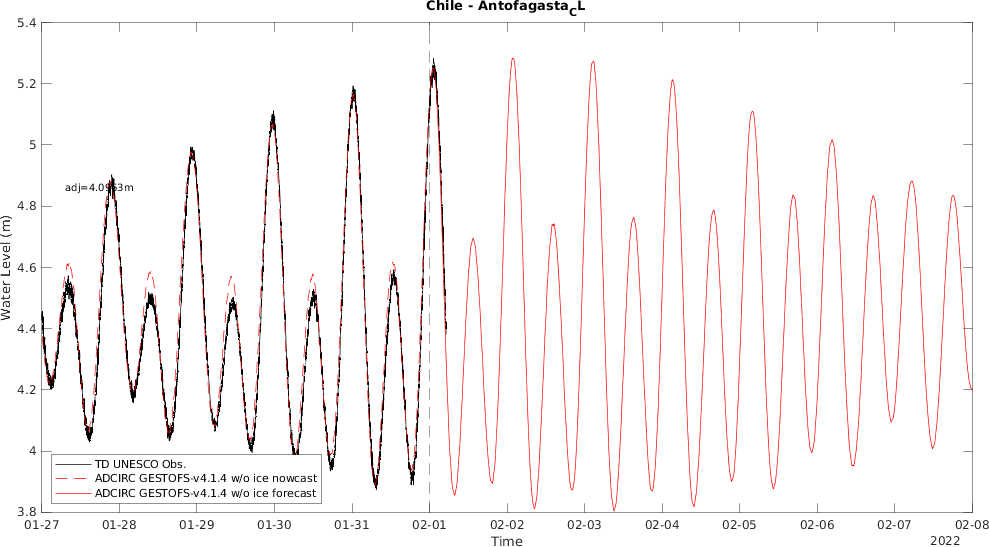 Chile - Antofagasta_CL
5.4
5.2
5
4.8
4.6
4.4
4.2
4
3.8
Water Level (m)
adj=4.0963m
TD UNESCO Obs.
ADCIRC GESTOFS-v4.1.4 w/o ice nowcast
ADCIRC GESTOFS-v4.1.4 w/o ice forecast
01-27 01-28 01-29 01-30 01-31 02-01 02-02 02-03 02-04 02-05 02-06 02-07 02-08
Time
2022